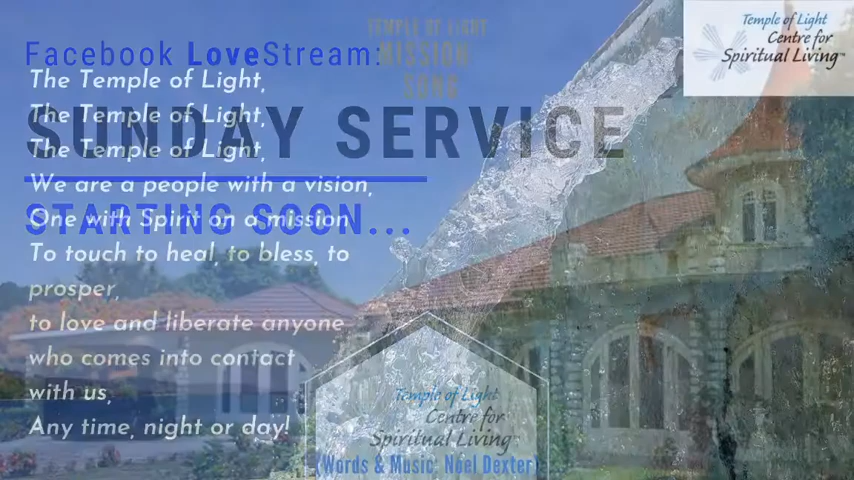 TEMPLE OF LIGHT
MISSION
SONG
Temple of Light
Centre for
Spiritual Living™
Facebook LoveStream:
SUNDAY SERVICE
STARTING SOON...
The Temple of Light,
The Temple of Light,
The Temple of Light,
We are a people with a vision,
One with Spirit on a mission
To touch to heal, to bless, to
prosper,
to love and liberate anyone
who comes into contact
with us,
Any time, night or day!
Temple of Light
Centre for
Spiritual Living™
(Words & Music: Noel Dexter)